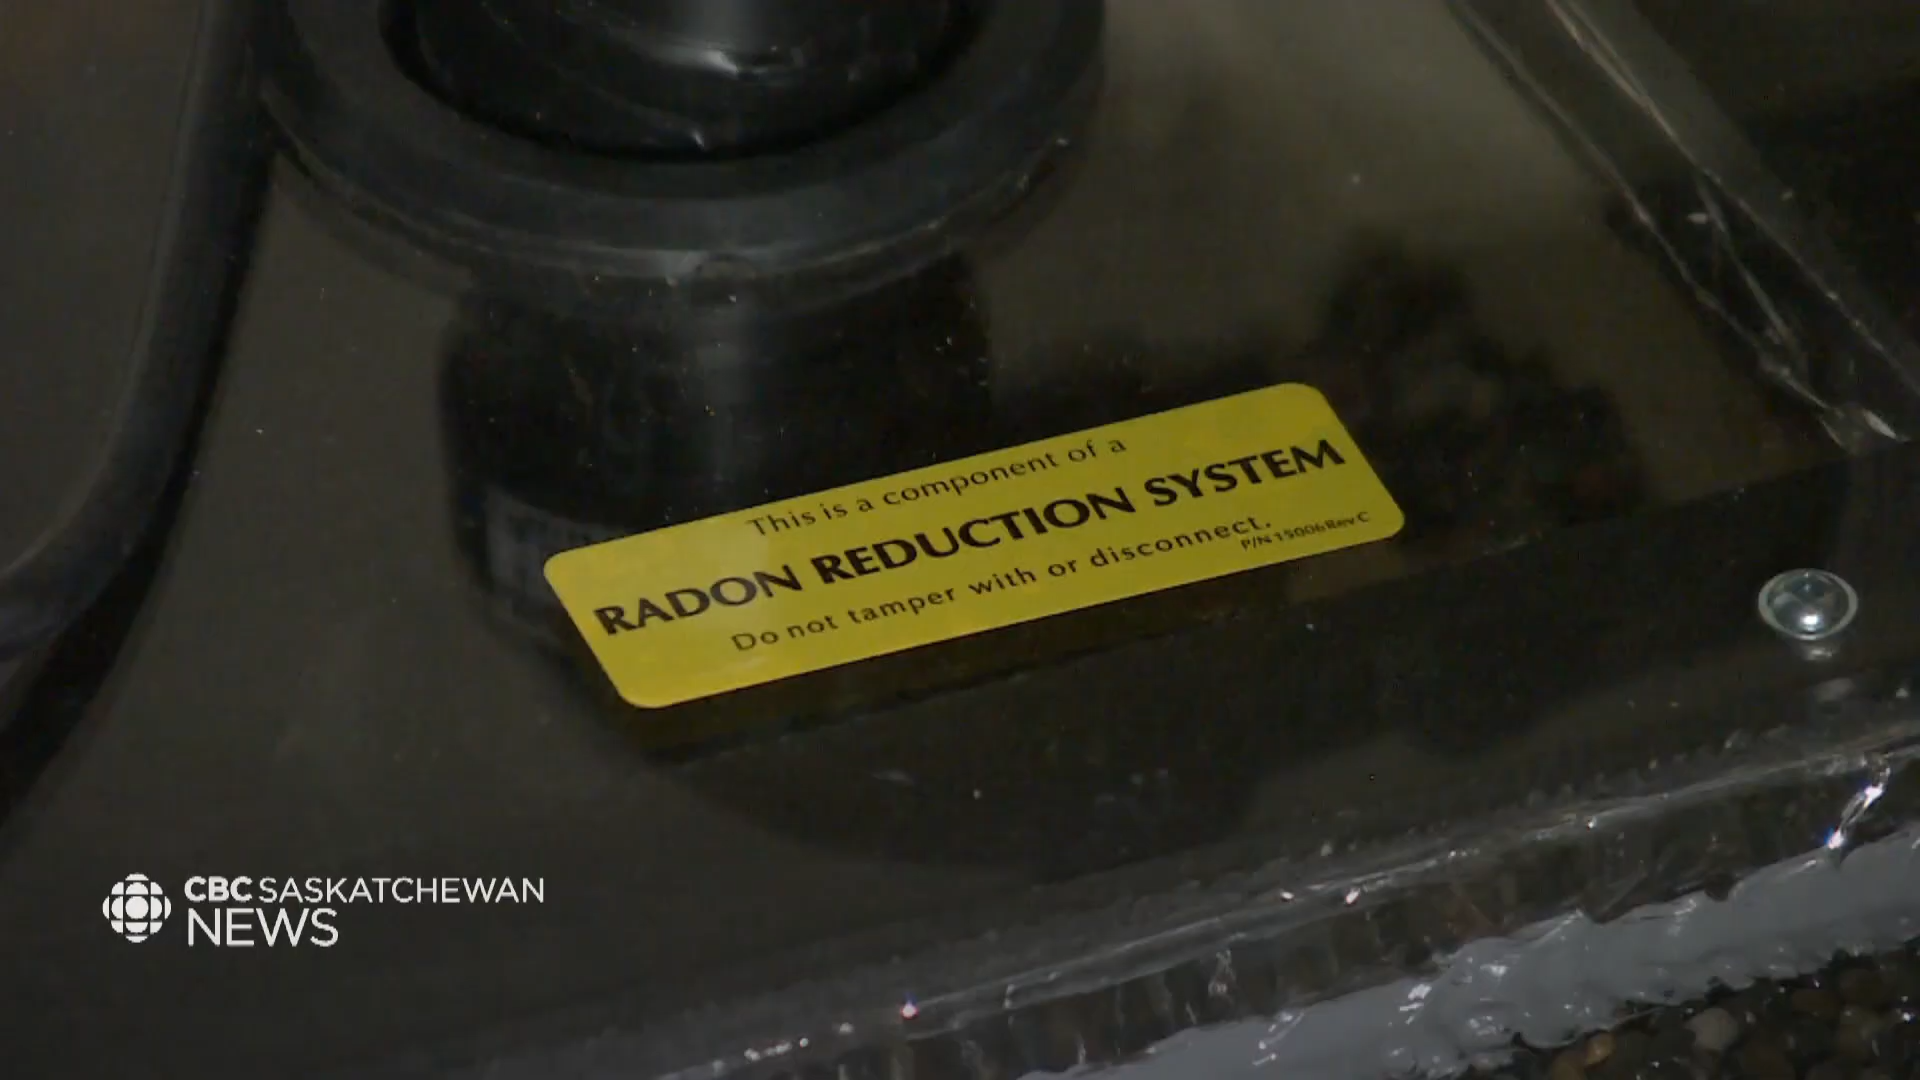 This is a component of a
RADON REDUCTION SYSTEM
Do not tamper with or disconnect.
P/N 15006 Rev C
CBC SASKATCHEWAN
NEWS